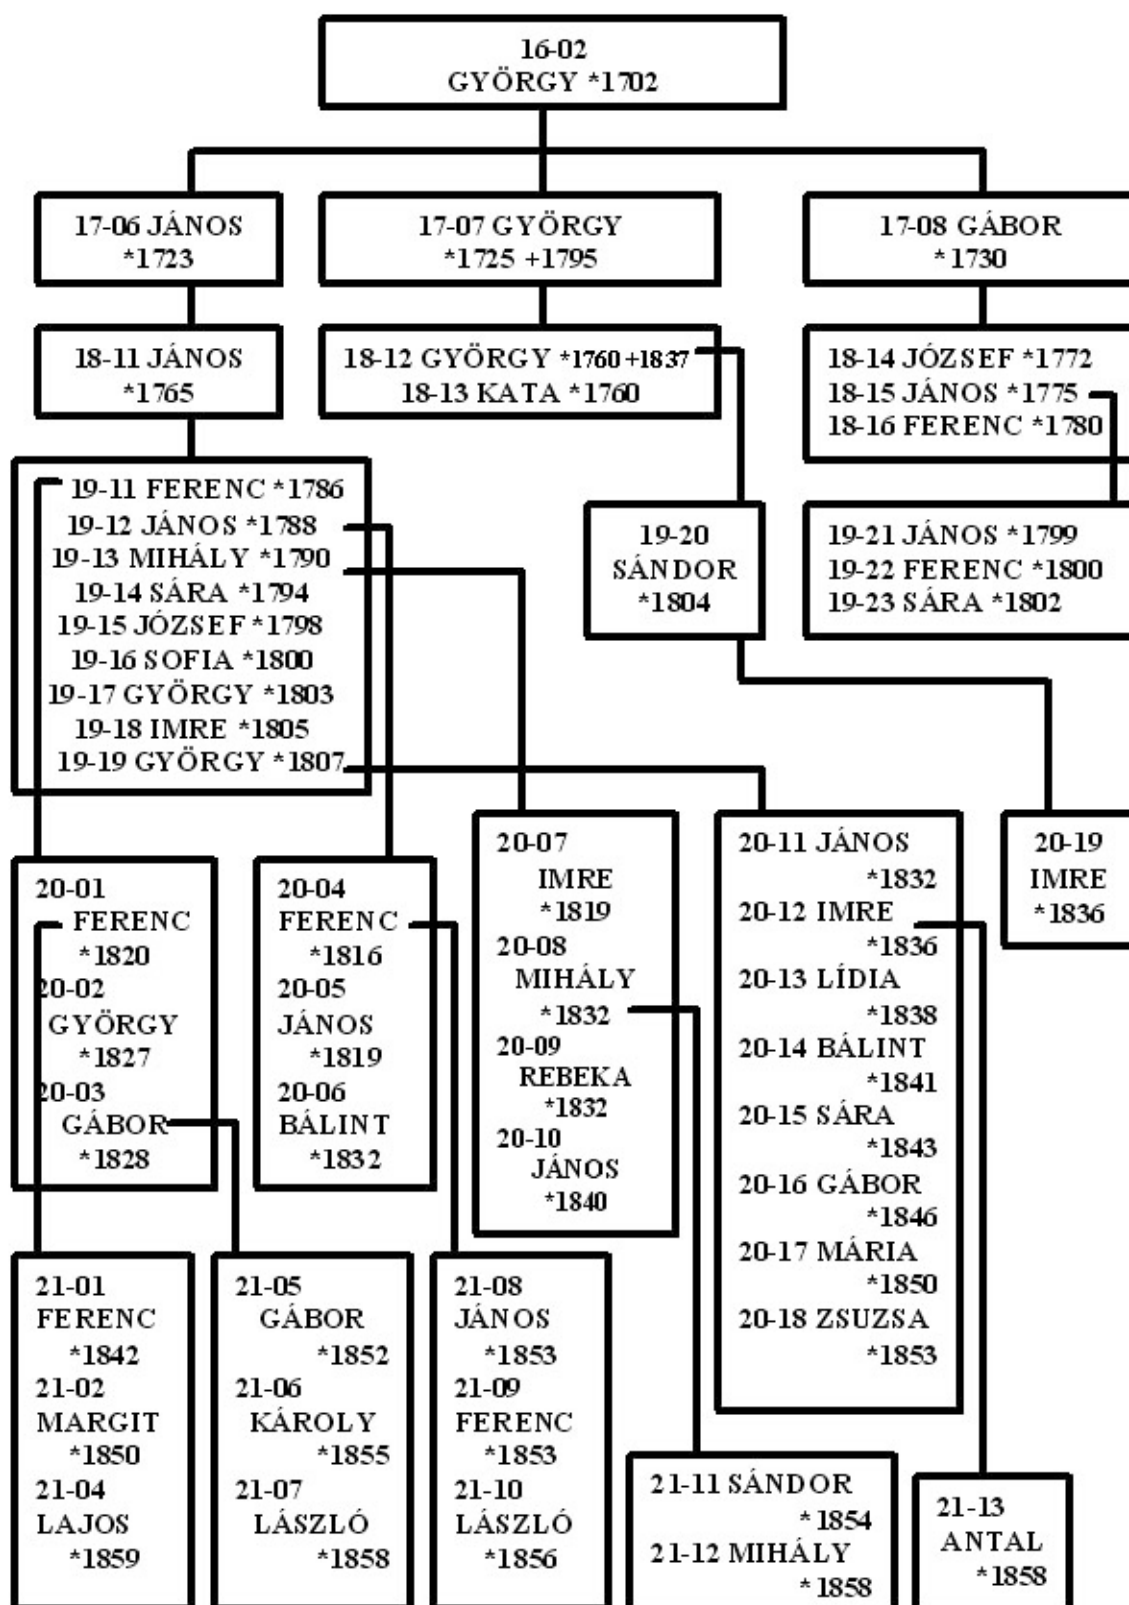 16-02
GYÖRGY *1702
17-06 JÁNOS
*1723
17-07 GYÖRGY
*1725 +1795
17-08 GÁBOR
*1730
18-11 JÁNOS
*1765
18-12 GYÖRGY *1760 +1837
18-13 KATA *1760
18-14 JÓZSEF *1772
18-15 JÁNOS *1775
18-16 FERENC *1780
19-11 FERENC *1786
19-12 JÁNOS *1788
19-13 MIHÁLY *1790
19-14 SÁRA *1794
19-15 JÓZSEF *1798
19-16 SOFIA *1800
19-17 GYÖRGY *1803
19-18 IMRE *1805
19-19 GYÖRGY *1807
19-20
SÁNDOR
*1804
19-21 JÁNOS *1799
19-22 FERENC *1800
19-23 SÁRA *1802
20-01
FERENC
*1820
20-02
GYÖRGY
*1827
20-03
GÁBOR
*1828
20-04
FERENC
*1816
20-05
JÁNOS
*1819
20-06
BÁLINT
*1832
20-07
IMRE
*1819
20-08
MIHÁLY
*1832
20-09
REBEKA
*1832
20-10
JÁNOS
*1840
20-11 JÁNOS
*1832
20-12 IMRE
*1836
20-13 LÍDIA
*1838
20-14 BÁLINT
*1841
20-15 SÁRA
*1843
20-16 GÁBOR
*1846
20-17 MÁRIA
*1850
20-18 ZSUZSA
*1853
20-19
IMRE
*1836
21-01
FERENC
*1842
21-02
MARGIT
*1850
21-04
LAJOS
*1859
21-05
GÁBOR
*1852
21-06
KÁROLY
*1855
21-07
LÁSZLÓ
*1858
21-08
JÁNOS
*1853
21-09
FERENC
*1853
21-10
LÁSZLÓ
*1856
21-11 SÁNDOR
*1854
21-12 MIHÁLY
*1858
21-13
ANTAL
*1858